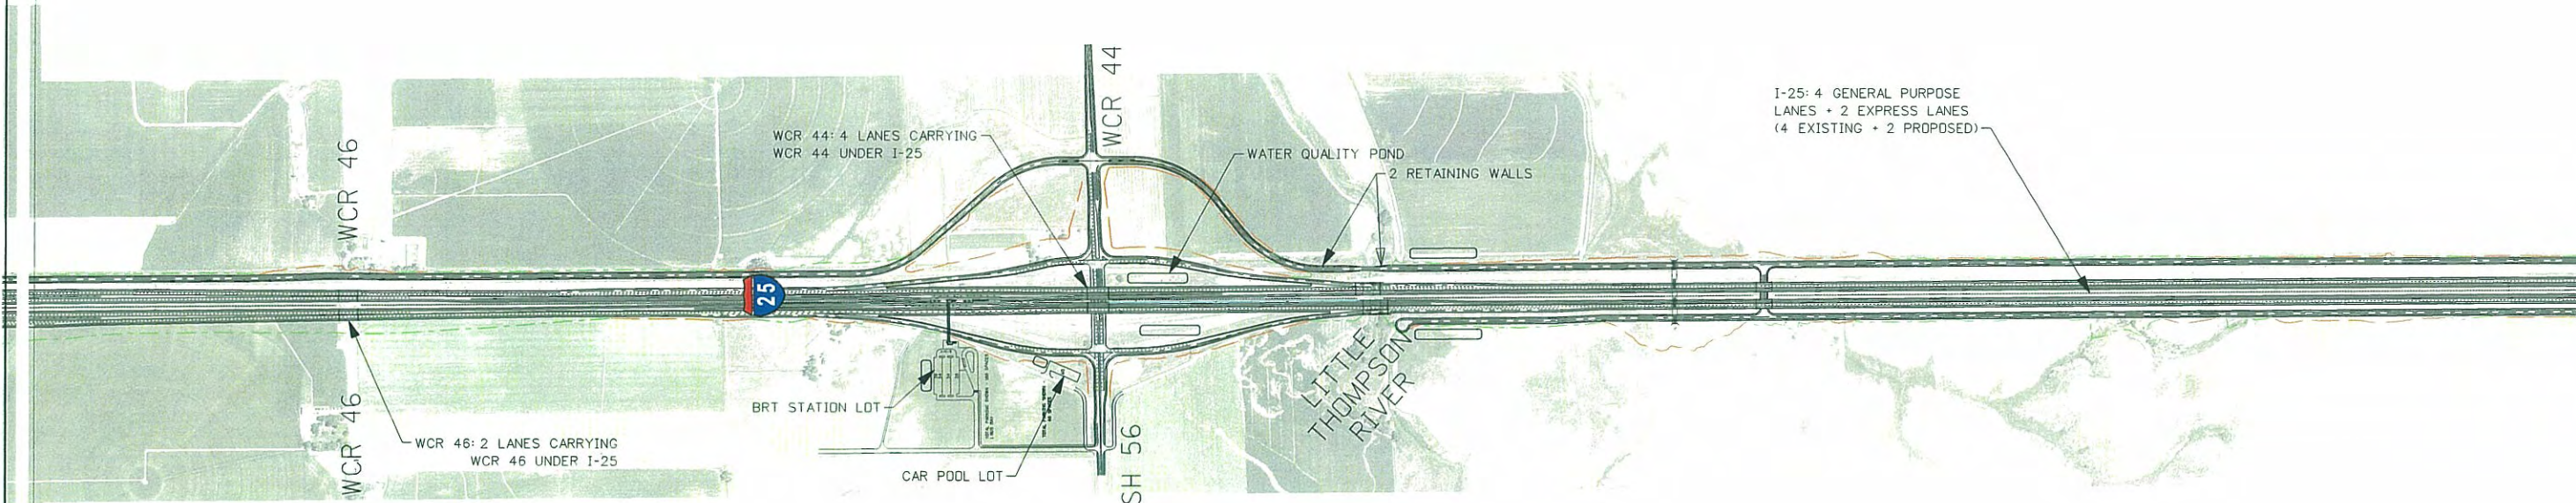 WCR 44
I-25: 4 GENERAL PURPOSE
LANES + 2 EXPRESS LANES
(4 EXISTING + 2 PROPOSED)
WCR 46
WCR 44: 4 LANES CARRYING
WCR 44 UNDER I-25
WATER QUALITY POND
2 RETAINING WALLS
25
LITTLE
THOMPSON
RIVER
BRT STATION LOT
WCR 46
WCR 46: 2 LANES CARRYING
WCR 46 UNDER I-25
CAR POOL LOT
SH 56